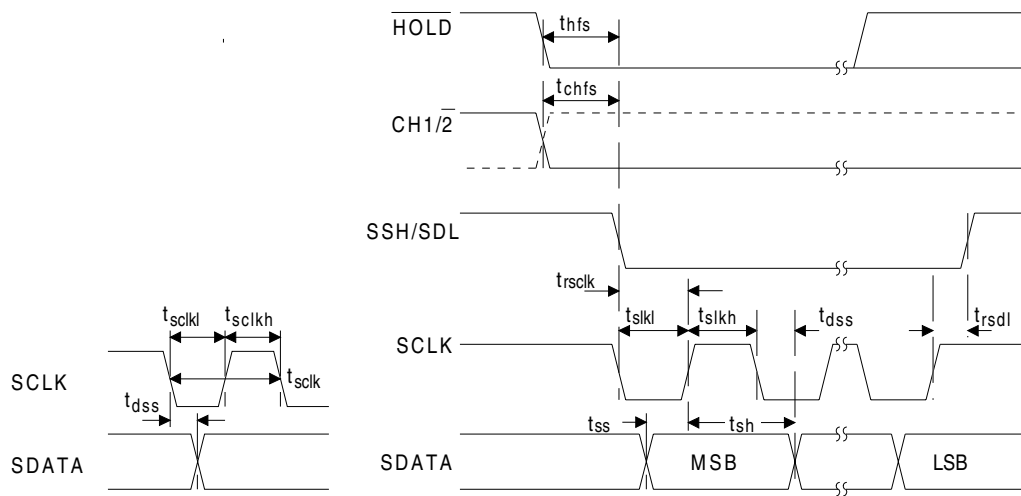 HOLD
thfs
tchfs
CH1/2
SSH/SDL
trsclk
tsclkl tsclkh
tslkl tslkh tdss trsdl
SCLK
SCLK
tsclk
tdss
tss tsh
SDATA
SDATA MSB LSB